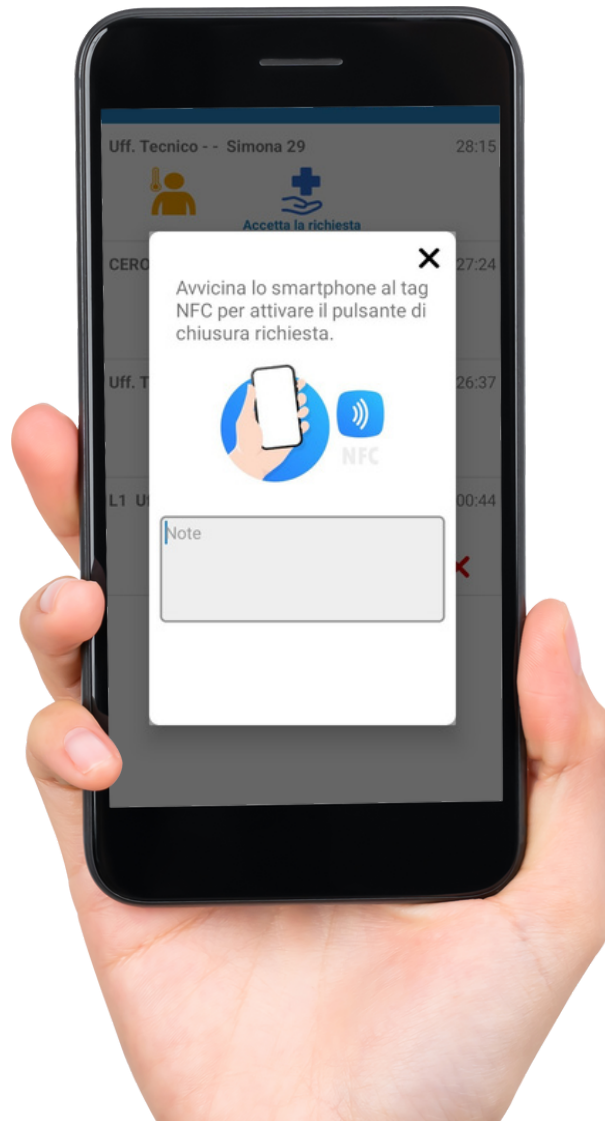 Uff. Tecnico - - Simona 29 28:15
Accetta la richiesta
CERO 27:24
Avvicina lo smartphone al tag
NFC per attivare il pulsante di
chiusura richiesta.
Uff. T 26:37
NFC
L1 U 00:44
Note